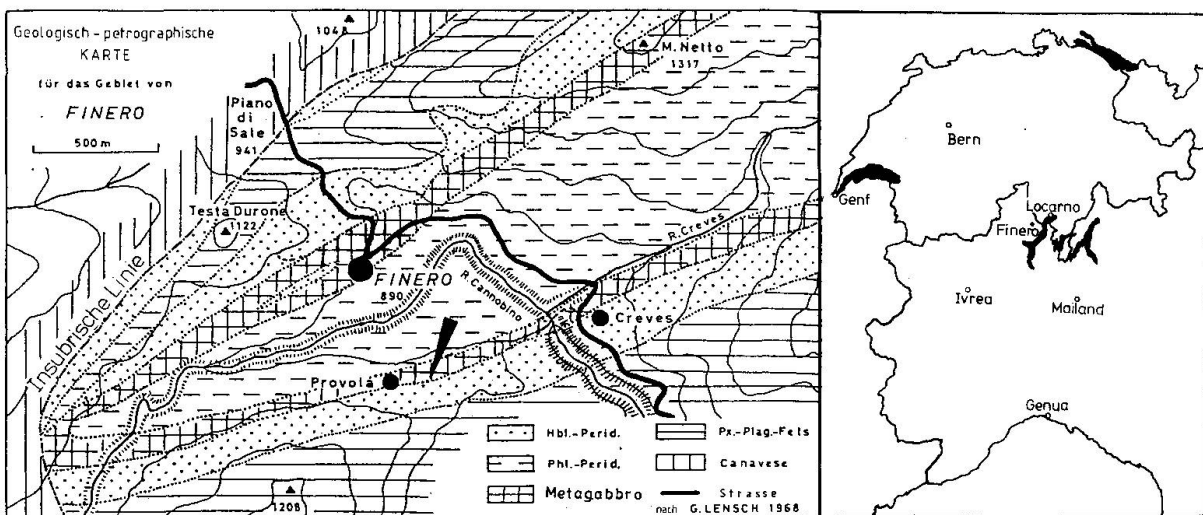 Geologisch-petrographische
KARTE
für das Gebiet von
FINERO
500m
1048
M. Netto
1317
Piano
di
Sale
941
Testa Durone
1122
Insubrische Linie
FINERO
890
R. Cannobino
R. Creves
Creves
Provola
1208
Hbl.-Perid.
Phl.-Perid.
Metagabbro
Px.-Plag.-Fels
Canavese
Strasse
nach G. LENSCH 1968
Bern
Genf
Locarno
Finero
Ivrea
Mailand
Genua